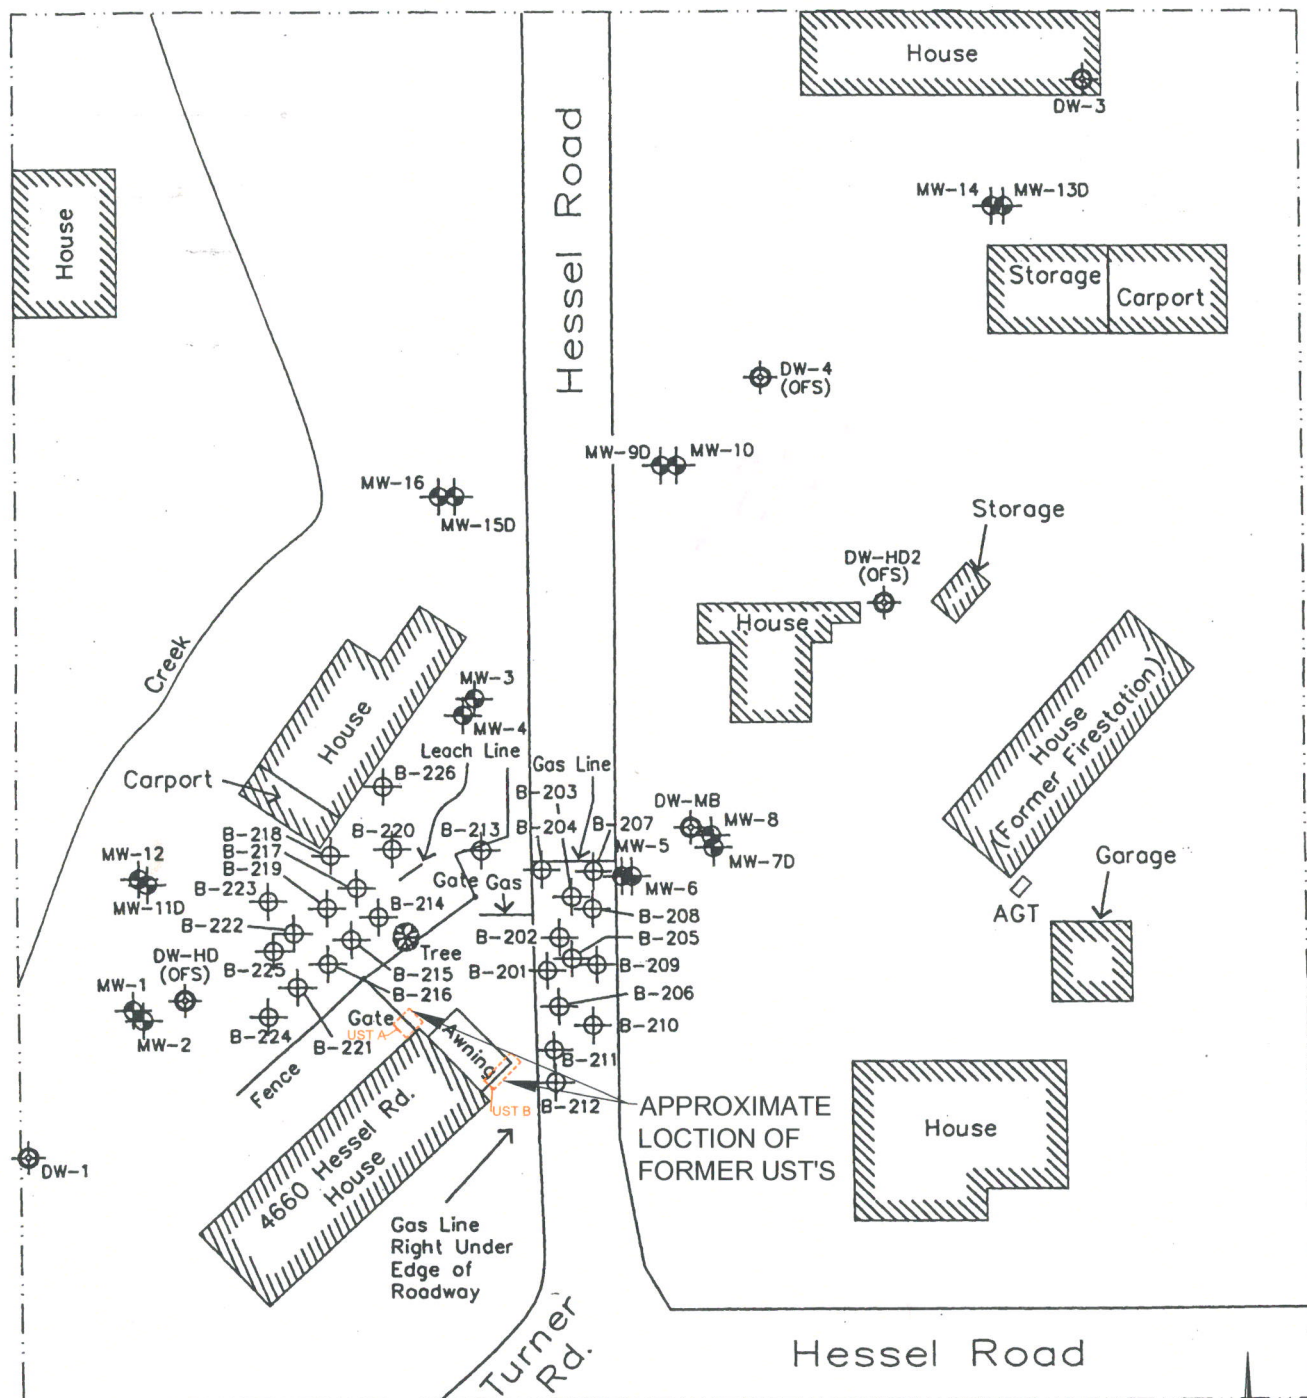 House
DW-3
Hessel Road
House
MW-14
MW-13D
Storage
Carport
DW-4
(OFS)
MW-9D
MW-10
MW-16
MW-15D
Storage
DW-HD2
(OFS)
House
Creek
MW-3
MW-4
House
Leach Line
Gas Line
Carport
B-226
B-203
House
(Former Firestation)
DW-MB
B-218
B-220
B-213
B-204
B-207
MW-8
B-217
MW-5
MW-7D
MW-12
B-219
Garage
B-223
Gate
Gas
MW-6
MW-11D
B-214
AGT
B-208
B-222
B-202
B-205
Tree
DW-HD
(OFS)
B-225
B-215
B-201
B-209
MW-1
B-216
B-206
Gate
UST A
B-210
MW-2
B-224
B-221
Awning
B-211
Fence
UST B
B-212
APPROXIMATE
LOCTION OF
FORMER UST'S
House
DW-1
4660 Hessel Rd.
House
Gas Line
Right Under
Edge of
Roadway
Turner
Rd.
Hessel Road